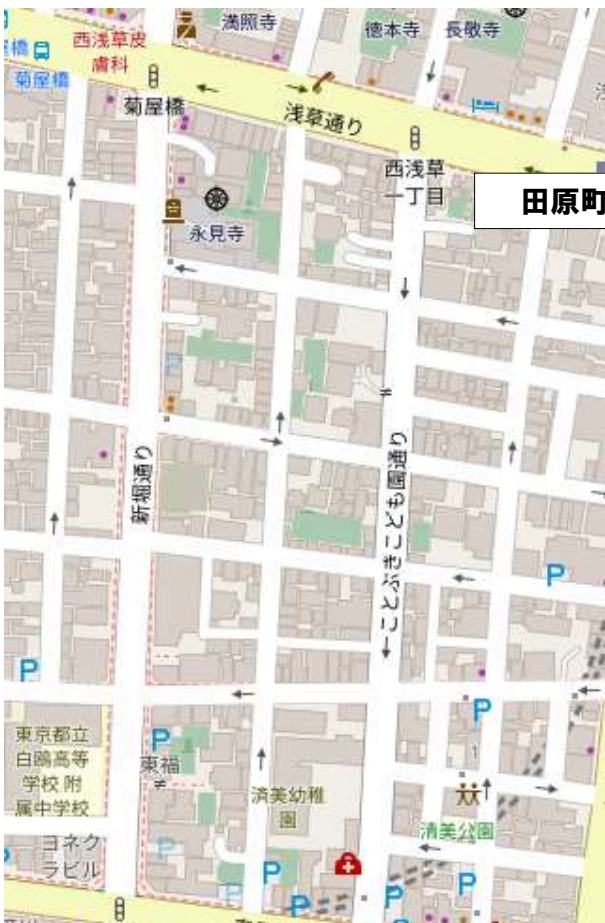 満照寺
徳本寺
長敬寺
西浅草皮
膚科
菊屋橋
菊屋橋
浅草通り
西浅草
一丁目
田原町
永見寺
新堀通り
ことぶきこども園通り
P
P
P
P
東京都立
白鷗高等
学校 附
属中学校
東福
済美幼稚
園
清美公園
ヨネク
ラビル
P
P
P
P
P
P
P